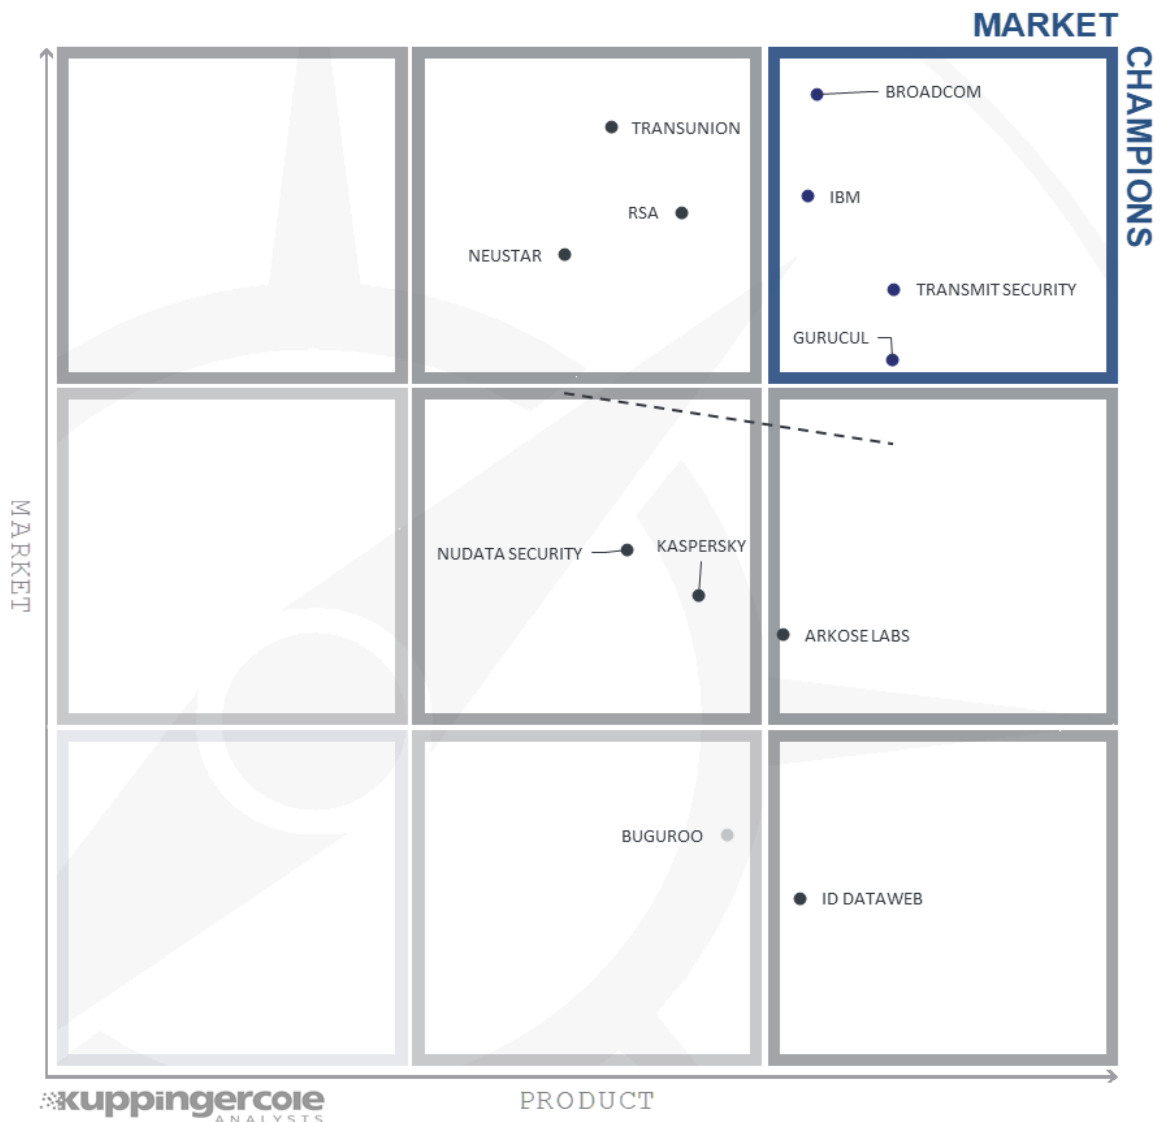 MARKET
CHAMPIONS
BROADCOM
TRANSUNION
IBM
RSA
NEUSTAR
TRANSMIT SECURITY
GURUCUL
MARKET
NUDATA SECURITY
KASPERSKY
ARKOSE LABS
BUGUROO
ID DATAWEB
kuppingercole
ANALYSTS
PRODUCT